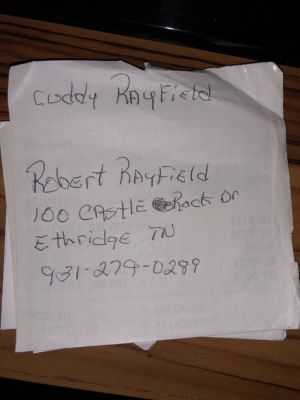 Cuddy RAyFiEld
RobERT RAyFiEld
100 CAstlE Rock Dr
Ethridge TN
931-279-0299